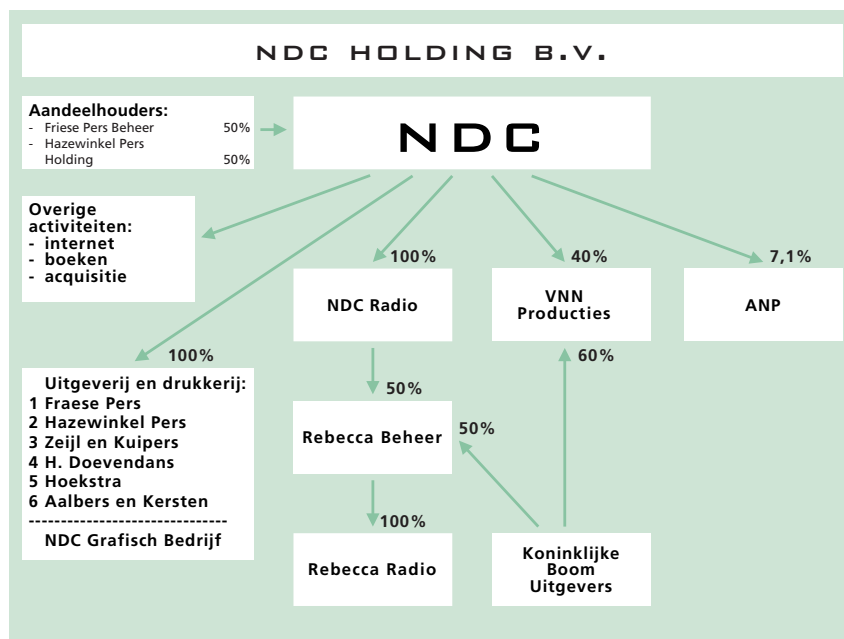 NDC HOLDING B.V.
Aandeelhouders:
- Friese Pers Beheer 50%
- Hazewinkel Pers
Holding 50%
NDC
Overige
activiteiten:
- internet
- boeken
- acquisitie
100%
NDC Radio
40%
VNN
Producties
7,1%
ANP
100%
Uitgeverij en drukkerij:
1 Fraese Pers
2 Hazewinkel Pers
3 Zeijl en Kuipers
4 H. Doevendans
5 Hoekstra
6 Aalbers en Kersten
-------------------------------
NDC Grafisch Bedrijf
50%
Rebecca Beheer
50%
60%
100%
Rebecca Radio
Koninklijke
Boom
Uitgevers